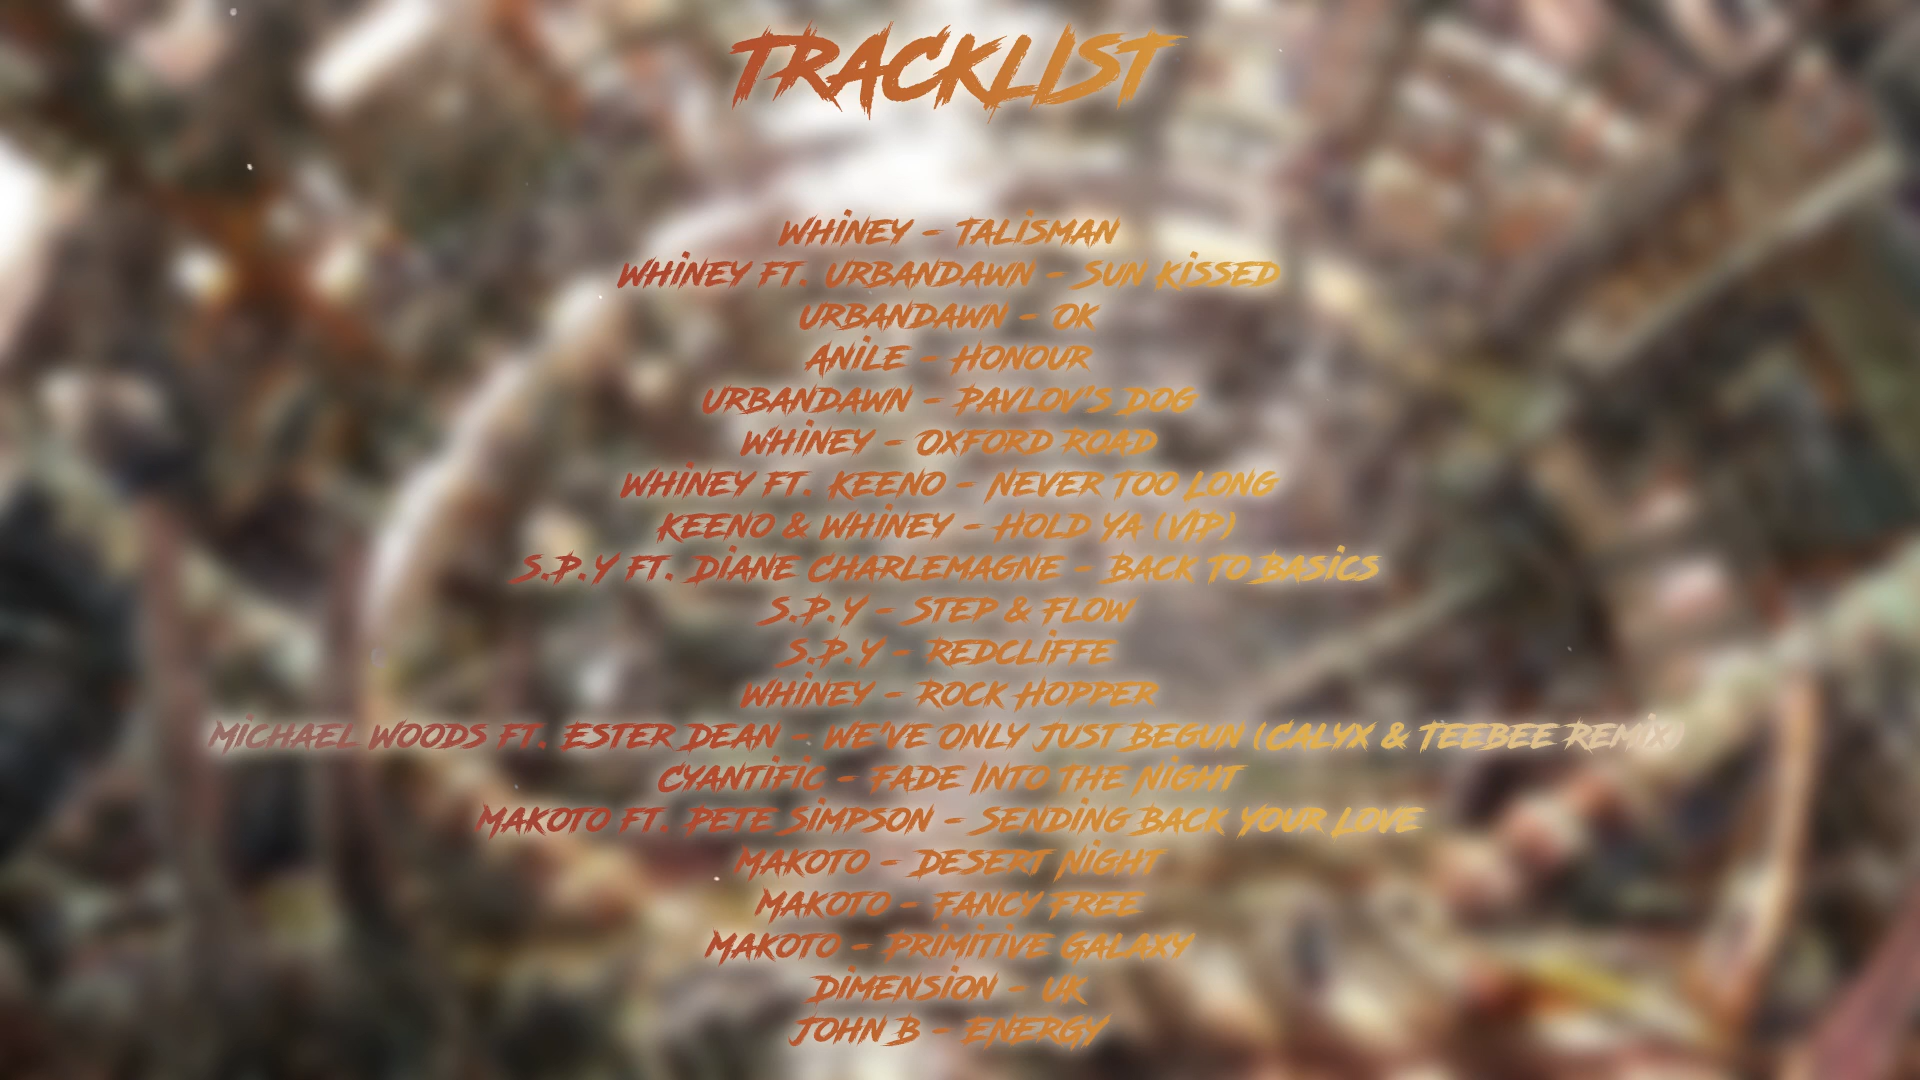 TRACKLIST
WHINEY - TALISMAN
WHINEY FT. URBANDAWN - SUN KISSED
URBANDAWN - OK
ANILE - HONOUR
URBANDAWN - PAVLOV'S DOG
WHINEY - OXFORD ROAD
WHINEY FT. KEENO - NEVER TOO LONG
KEENO & WHINEY - HOLD YA (VIP)
S.P.Y FT. DIANE CHARLEMAGNE - BACK TO BASICS
S.P.Y - STEP & FLOW
S.P.Y - REDCLIFFE
WHINEY - ROCK HOPPER
MICHAEL WOODS FT. ESTER DEAN - WE'VE ONLY JUST BEGUN (CALYX & TEEBEE REMIX)
CYANTIFIC - FADE INTO THE NIGHT
MAKOTO FT. PETE SIMPSON - SENDING BACK YOUR LOVE
MAKOTO - DESERT NIGHT
MAKOTO - FANCY FREE
MAKOTO - PRIMITIVE GALAXY
DIMENSION - UK
JOHN B - ENERGY